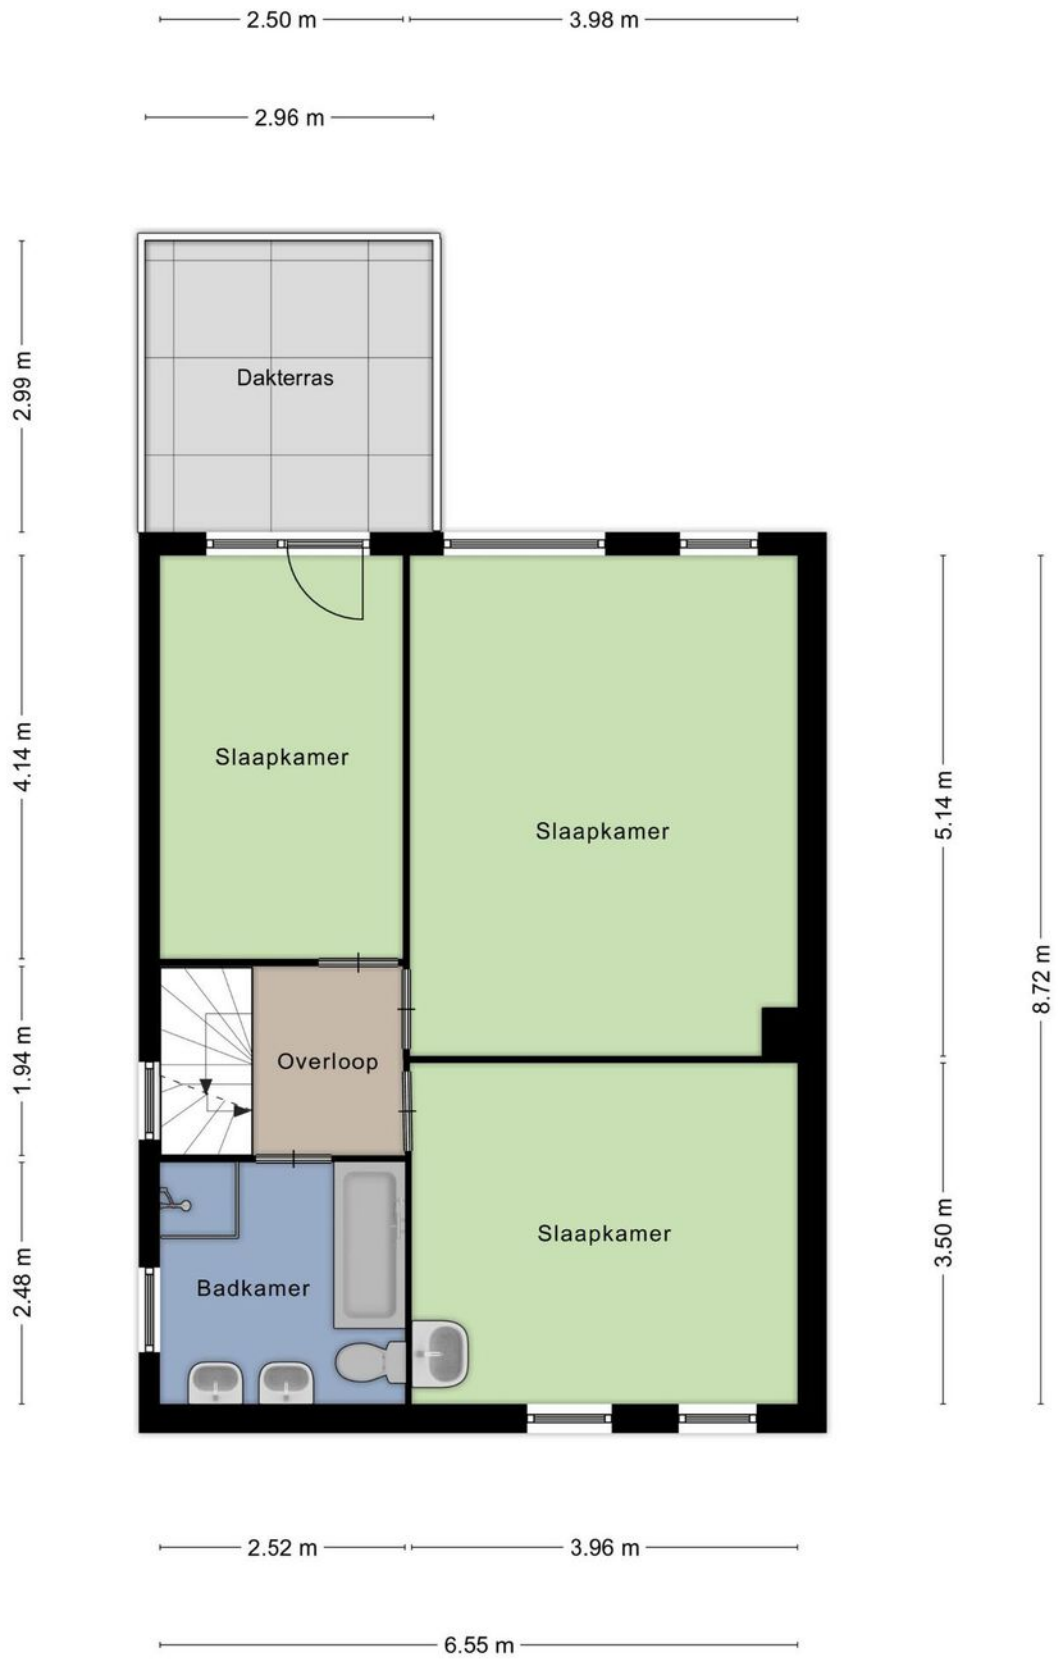 2.50 m
3.98 m
2.96 m
2.99 m
Dakterras
4.14 m
Slaapkamer
5.14 m
Slaapkamer
8.72 m
1.94 m
Overloop
2.48 m
Badkamer
Slaapkamer
3.50 m
2.52 m
3.96 m
6.55 m